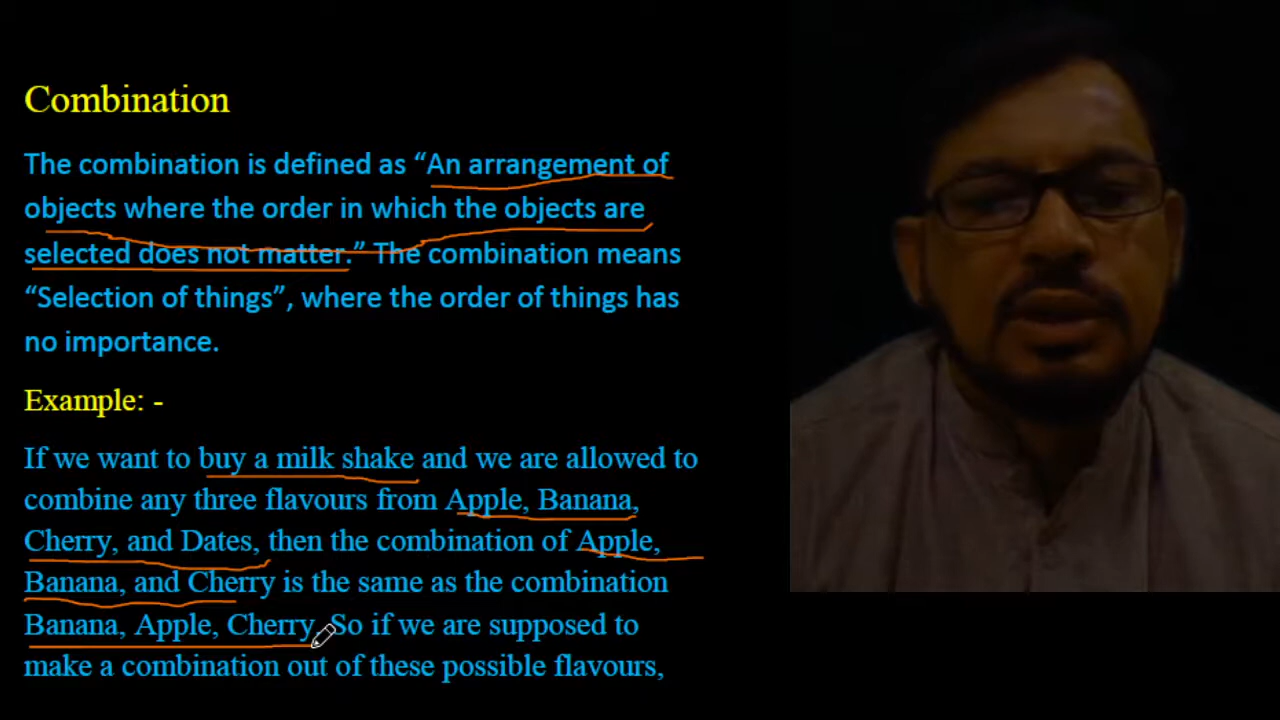 Combination
The combination is defined as “An arrangement of
objects where the order in which the objects are
selected does not matter.” The combination means
“Selection of things”, where the order of things has
no importance.
Example: -
If we want to buy a milk shake and we are allowed to
combine any three flavours from Apple, Banana,
Cherry, and Dates, then the combination of Apple,
Banana, and Cherry is the same as the combination
Banana, Apple, Cherry. So if we are supposed to
make a combination out of these possible flavours,